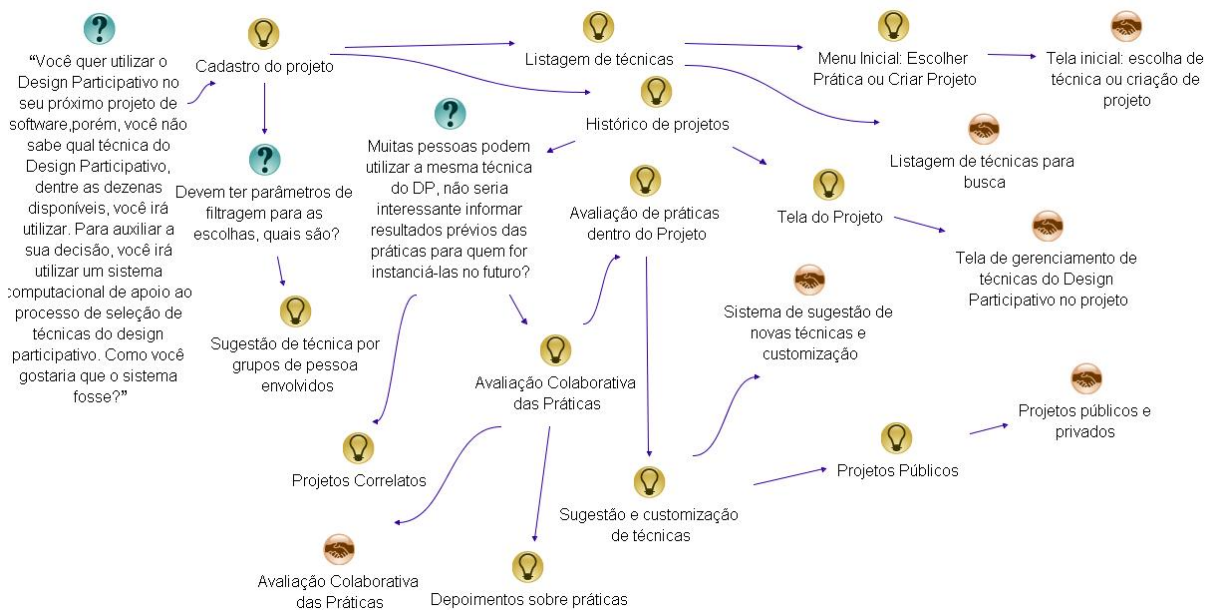 “Você quer utilizar o
Design Participativo no
seu próximo projeto de
software,porém, você não
sabe qual técnica do
Design Participativo,
dentre as dezenas
disponíveis, você irá
utilizar. Para auxiliar a
sua decisão, você irá
utilizar um sistema
computacional de apoio ao
processo de seleção de
técnicas do design
participativo. Como você
gostaria que o sistema
fosse?”
Cadastro do projeto
Devem ter parâmetros de
filtragem para as
escolhas, quais são?
Sugestão de técnica por
grupos de pessoa
envolvidos
Listagem de técnicas
Histórico de projetos
Muitas pessoas podem
utilizar a mesma técnica
do DP, não seria
interessante informar
resultados prévios das
práticas para quem for
instanciá-las no futuro?
Menu Inicial: Escolher
Prática ou Criar Projeto
Tela inicial: escolha de
técnica ou criação de
projeto
Listagem de técnicas para
busca
Avaliação de práticas
dentro do Projeto
Tela do Projeto
Tela de gerenciamento de
técnicas do Design
Participativo no projeto
Sistema de sugestão de
novas técnicas e
customização
Avaliação Colaborativa
das Práticas
Projetos Correlatos
Sugestão e customização
de técnicas
Projetos Públicos
Projetos públicos e
privados
Avaliação Colaborativa
das Práticas
Depoimentos sobre práticas